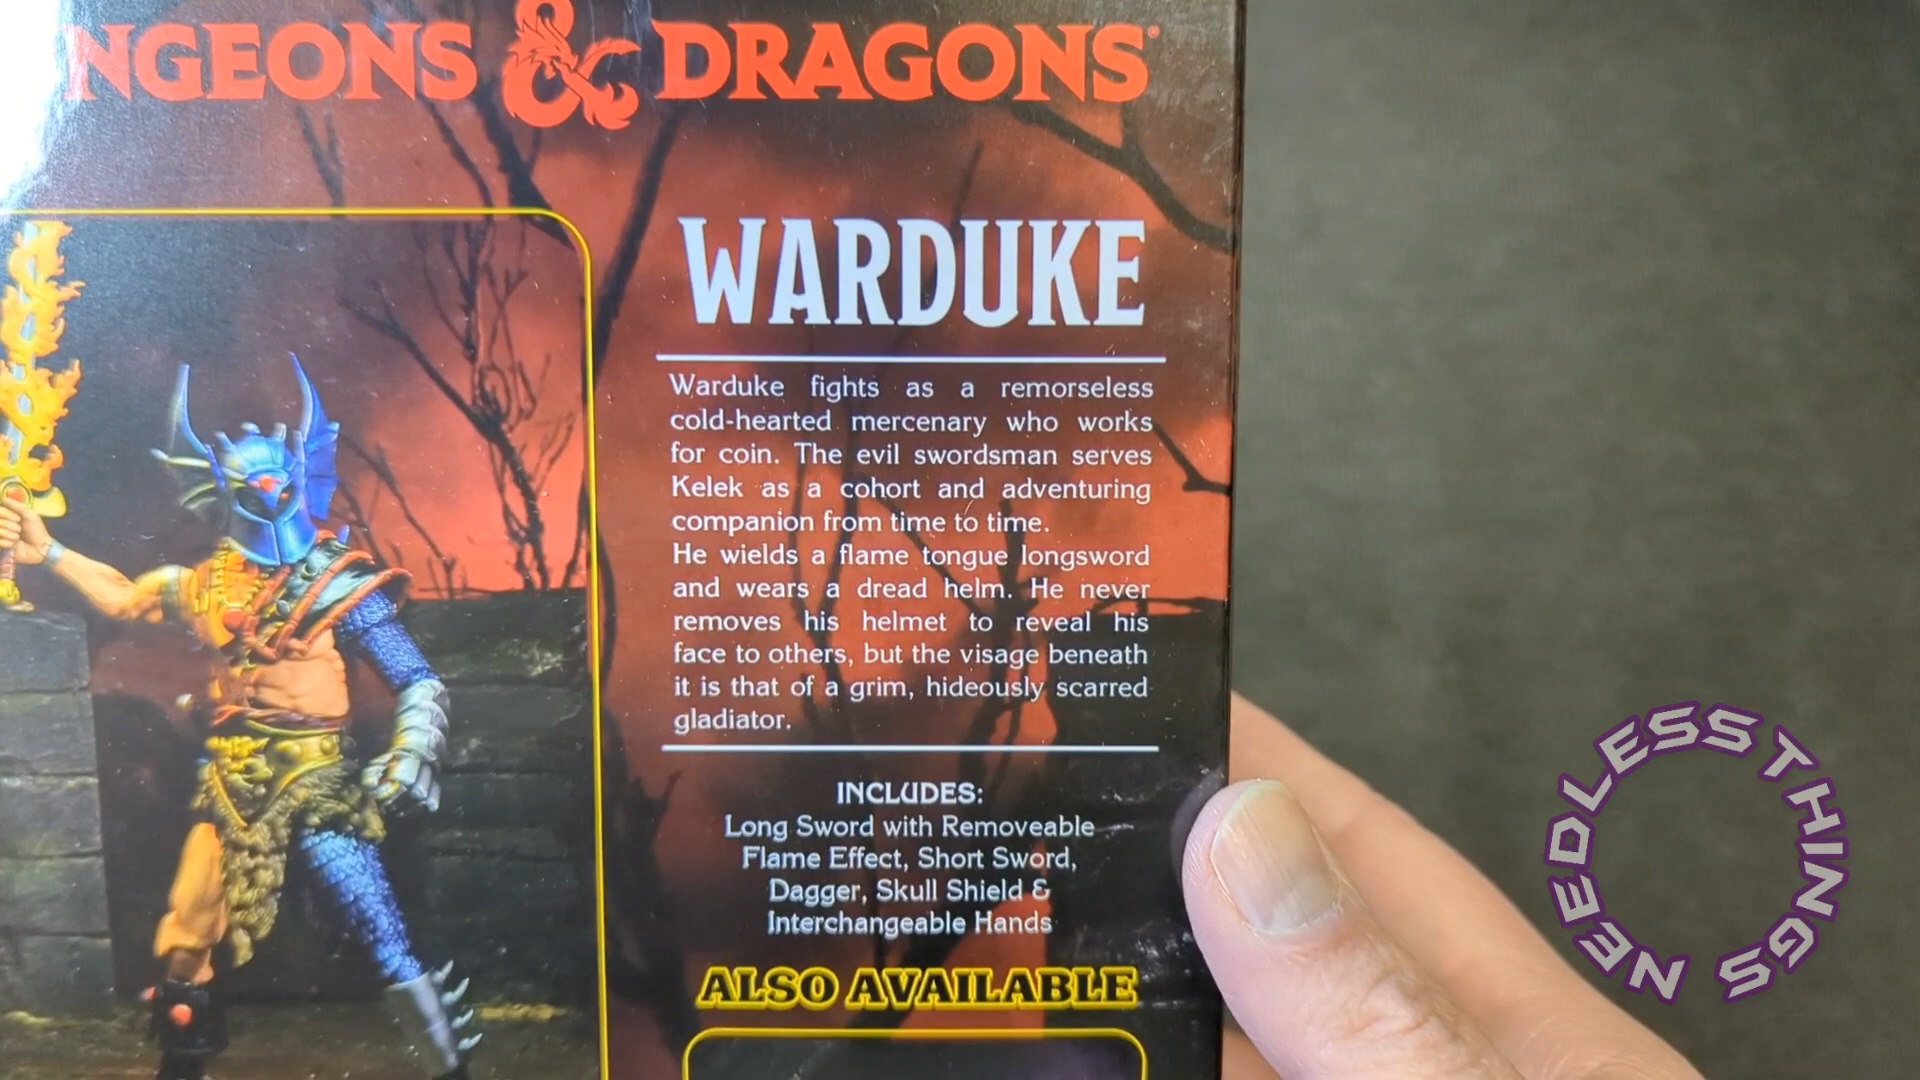 NGEONS & DRAGONS
WARDUKE
Warduke fights as a remorseless
cold-hearted mercenary who works
for coin. The evil swordsman serves
Kelek as a cohort and adventuring
companion from time to time.
He wields a flame tongue longsword
and wears a dread helm. He never
removes his helmet to reveal his
face to others, but the visage beneath
it is that of a grim, hideously scarred
gladiator.
INCLUDES:
Long Sword with Removeable
Flame Effect, Short Sword,
Dagger, Skull Shield &
Interchangeable Hands
ALSO AVAILABLE
NEEDLESS THINGS